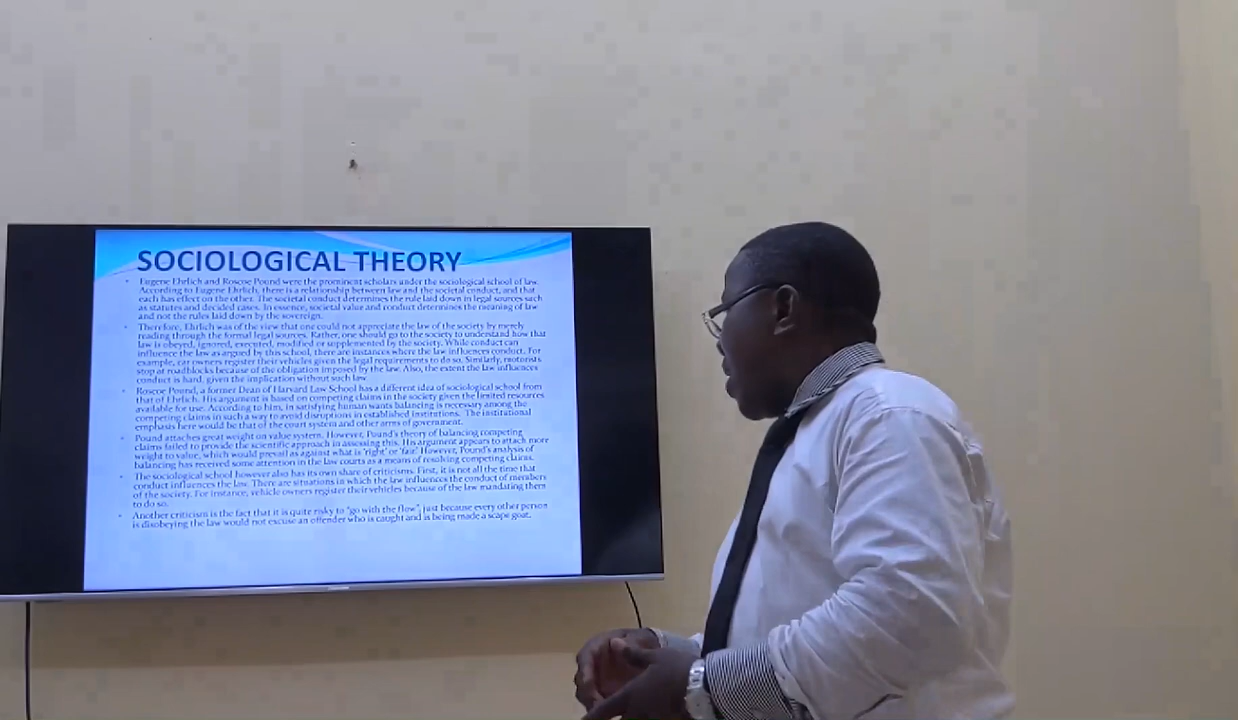 SOCIOLOGICAL THEORY
• Eugene Ehrlich and Roscoe Pound were the prominent scholars under the sociological school of law.
According to Eugene Ehrlich, there is a relationship between law and the societal conduct, and that
each has effect on the other. The societal conduct determines the rule laid down in legal sources such
as statutes and decided cases. In essence, societal value and conduct determines the meaning of law
and not the rules laid down by the sovereign.
• Therefore, Ehrlich was of the view that one could not appreciate the law of the society by merely
reading through the formal legal sources. Rather, one should go to the society to understand how that
law is obeyed, ignored, executed, modified or supplemented by the society. While conduct can
influence the law as argued by this school, there are instances where the law influences conduct. For
example, car owners register their vehicles given the legal requirements to do so. Similarly, motorists
stop at roadblocks because of the obligation imposed by the law. Also, the extent the law influences
conduct is hard, given the implication without such law.
• Roscoe Pound, a former Dean of Harvard Law School has a different idea of sociological school from
that of Ehrlich. His argument is based on competing claims in the society given the limited resources
available for use. According to him, in satisfying human wants balancing is necessary among the
competing claims in such a way to avoid disruptions in established institutions. The institutional
emphasis here would be that of the court system and other arms of government.
• Pound attaches great weight on value system. However, Pound's theory of balancing competing
claims failed to provide the scientific approach in assessing this. His argument appears to attach more
weight to value, which would prevail as against what is 'right' or 'fair'. However, Pound's analysis of
balancing has received some attention in the law courts as a means of resolving competing claims.
• The sociological school however also has its own share of criticisms. First, it is not all the time that
conduct influences the law. There are situations in which the law influences the conduct of members
of the society. For instance, vehicle owners register their vehicles because of the law mandating them
to do so.
• Another criticism is the fact that it is quite risky to "go with the flow", just because every other person
is disobeying the law would not excuse an offender who is caught and is being made a scape goat.